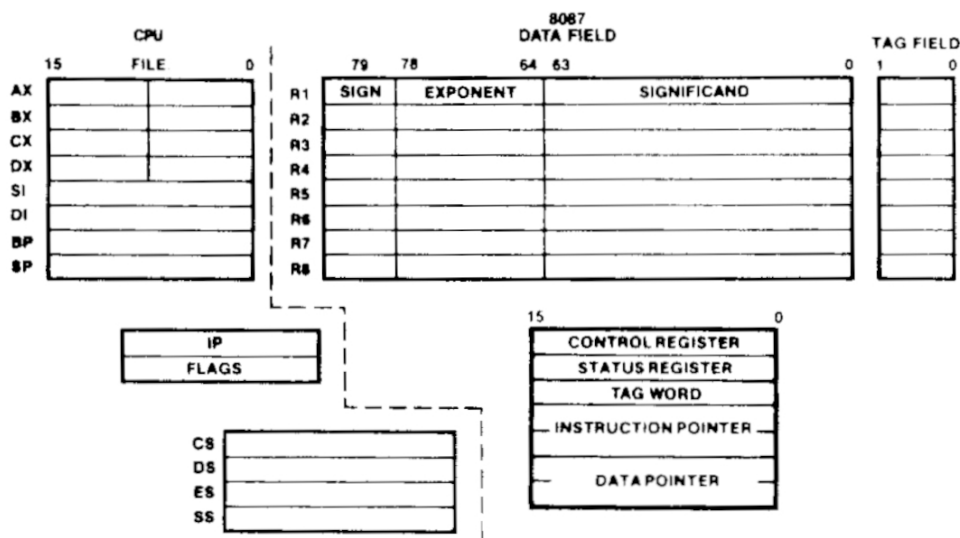 CPU
15 FILE 0
AX
BX
CX
DX
SI
DI
BP
SP
IP
FLAGS
CS
DS
ES
SS
8087
DATA FIELD
79 78 64 63 0
R1 SIGN EXPONENT SIGNIFICAND
R2
R3
R4
R5
R6
R7
R8
TAG FIELD
1 0
15 0
CONTROL REGISTER
STATUS REGISTER
TAG WORD
INSTRUCTION POINTER
DATA POINTER